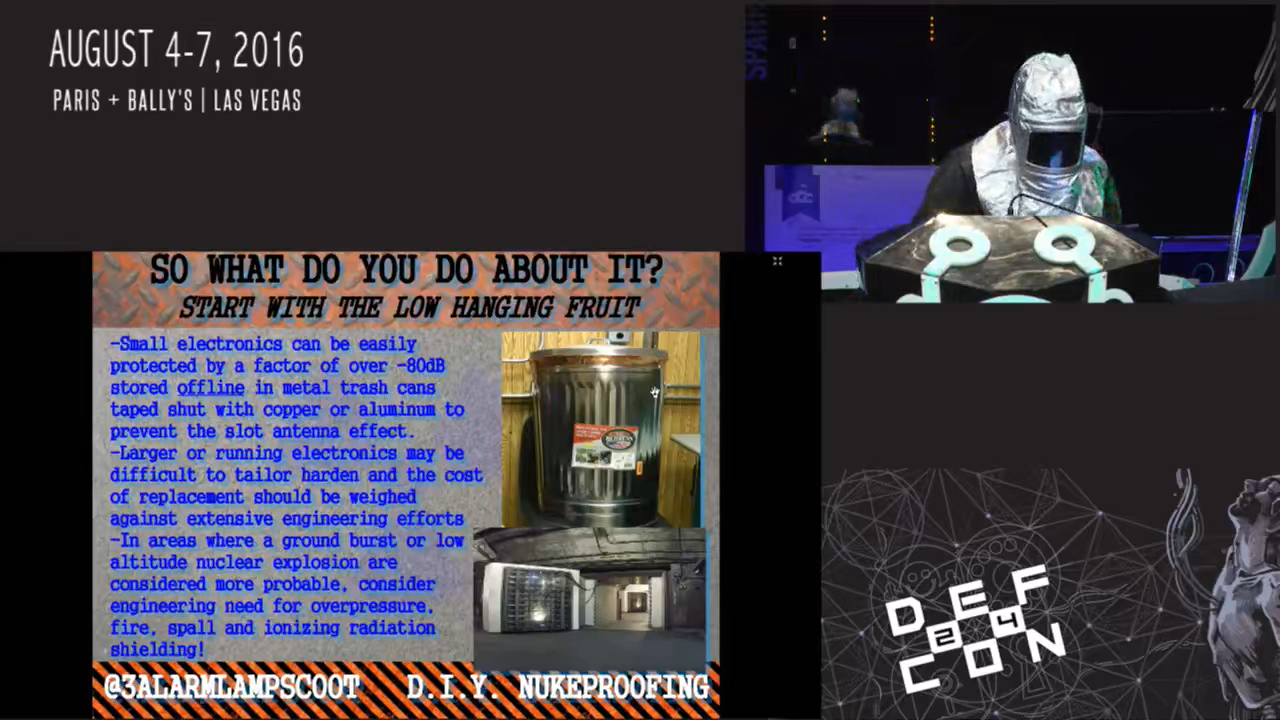 AUGUST 4-7, 2016
PARIS + BALLY'S | LAS VEGAS
SO WHAT DO YOU DO ABOUT IT?
START WITH THE LOW HANGING FRUIT
-Small electronics can be easily
protected by a factor of over -80dB
stored offline in metal trash cans
taped shut with copper or aluminum to
prevent the slot antenna effect.
-Larger or running electronics may be
difficult to tailor harden and the cost
of replacement should be weighed
against extensive engineering efforts
-In areas where a ground burst or low
altitude nuclear explosion are
considered more probable, consider
engineering need for overpressure,
fire, spall and ionizing radiation
shielding!
@3ALARMLAMPSCOOT D.I.Y. NUKEPROOFING
DEF
24
CON